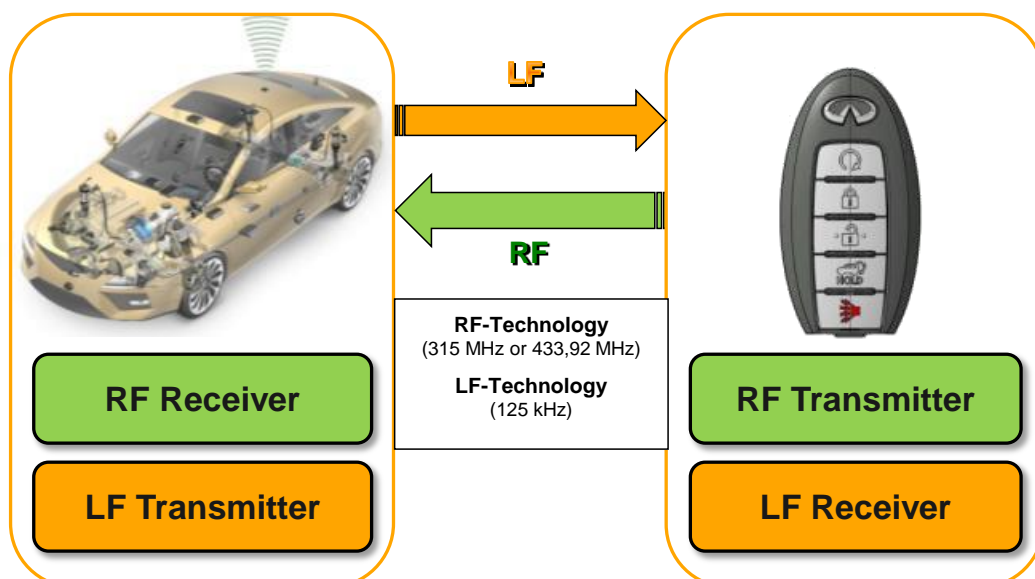 LF
RF
HOLD
RF-Technology
(315 MHz or 433,92 MHz)
LF-Technology
(125 kHz)
RF Receiver
LF Transmitter
RF Transmitter
LF Receiver